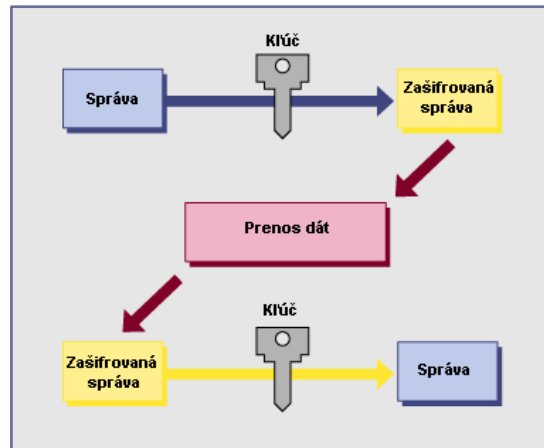 Kľúč
Správa
Zašifrovaná
správa
Prenos dát
Kľúč
Zašifrovaná
správa
Správa